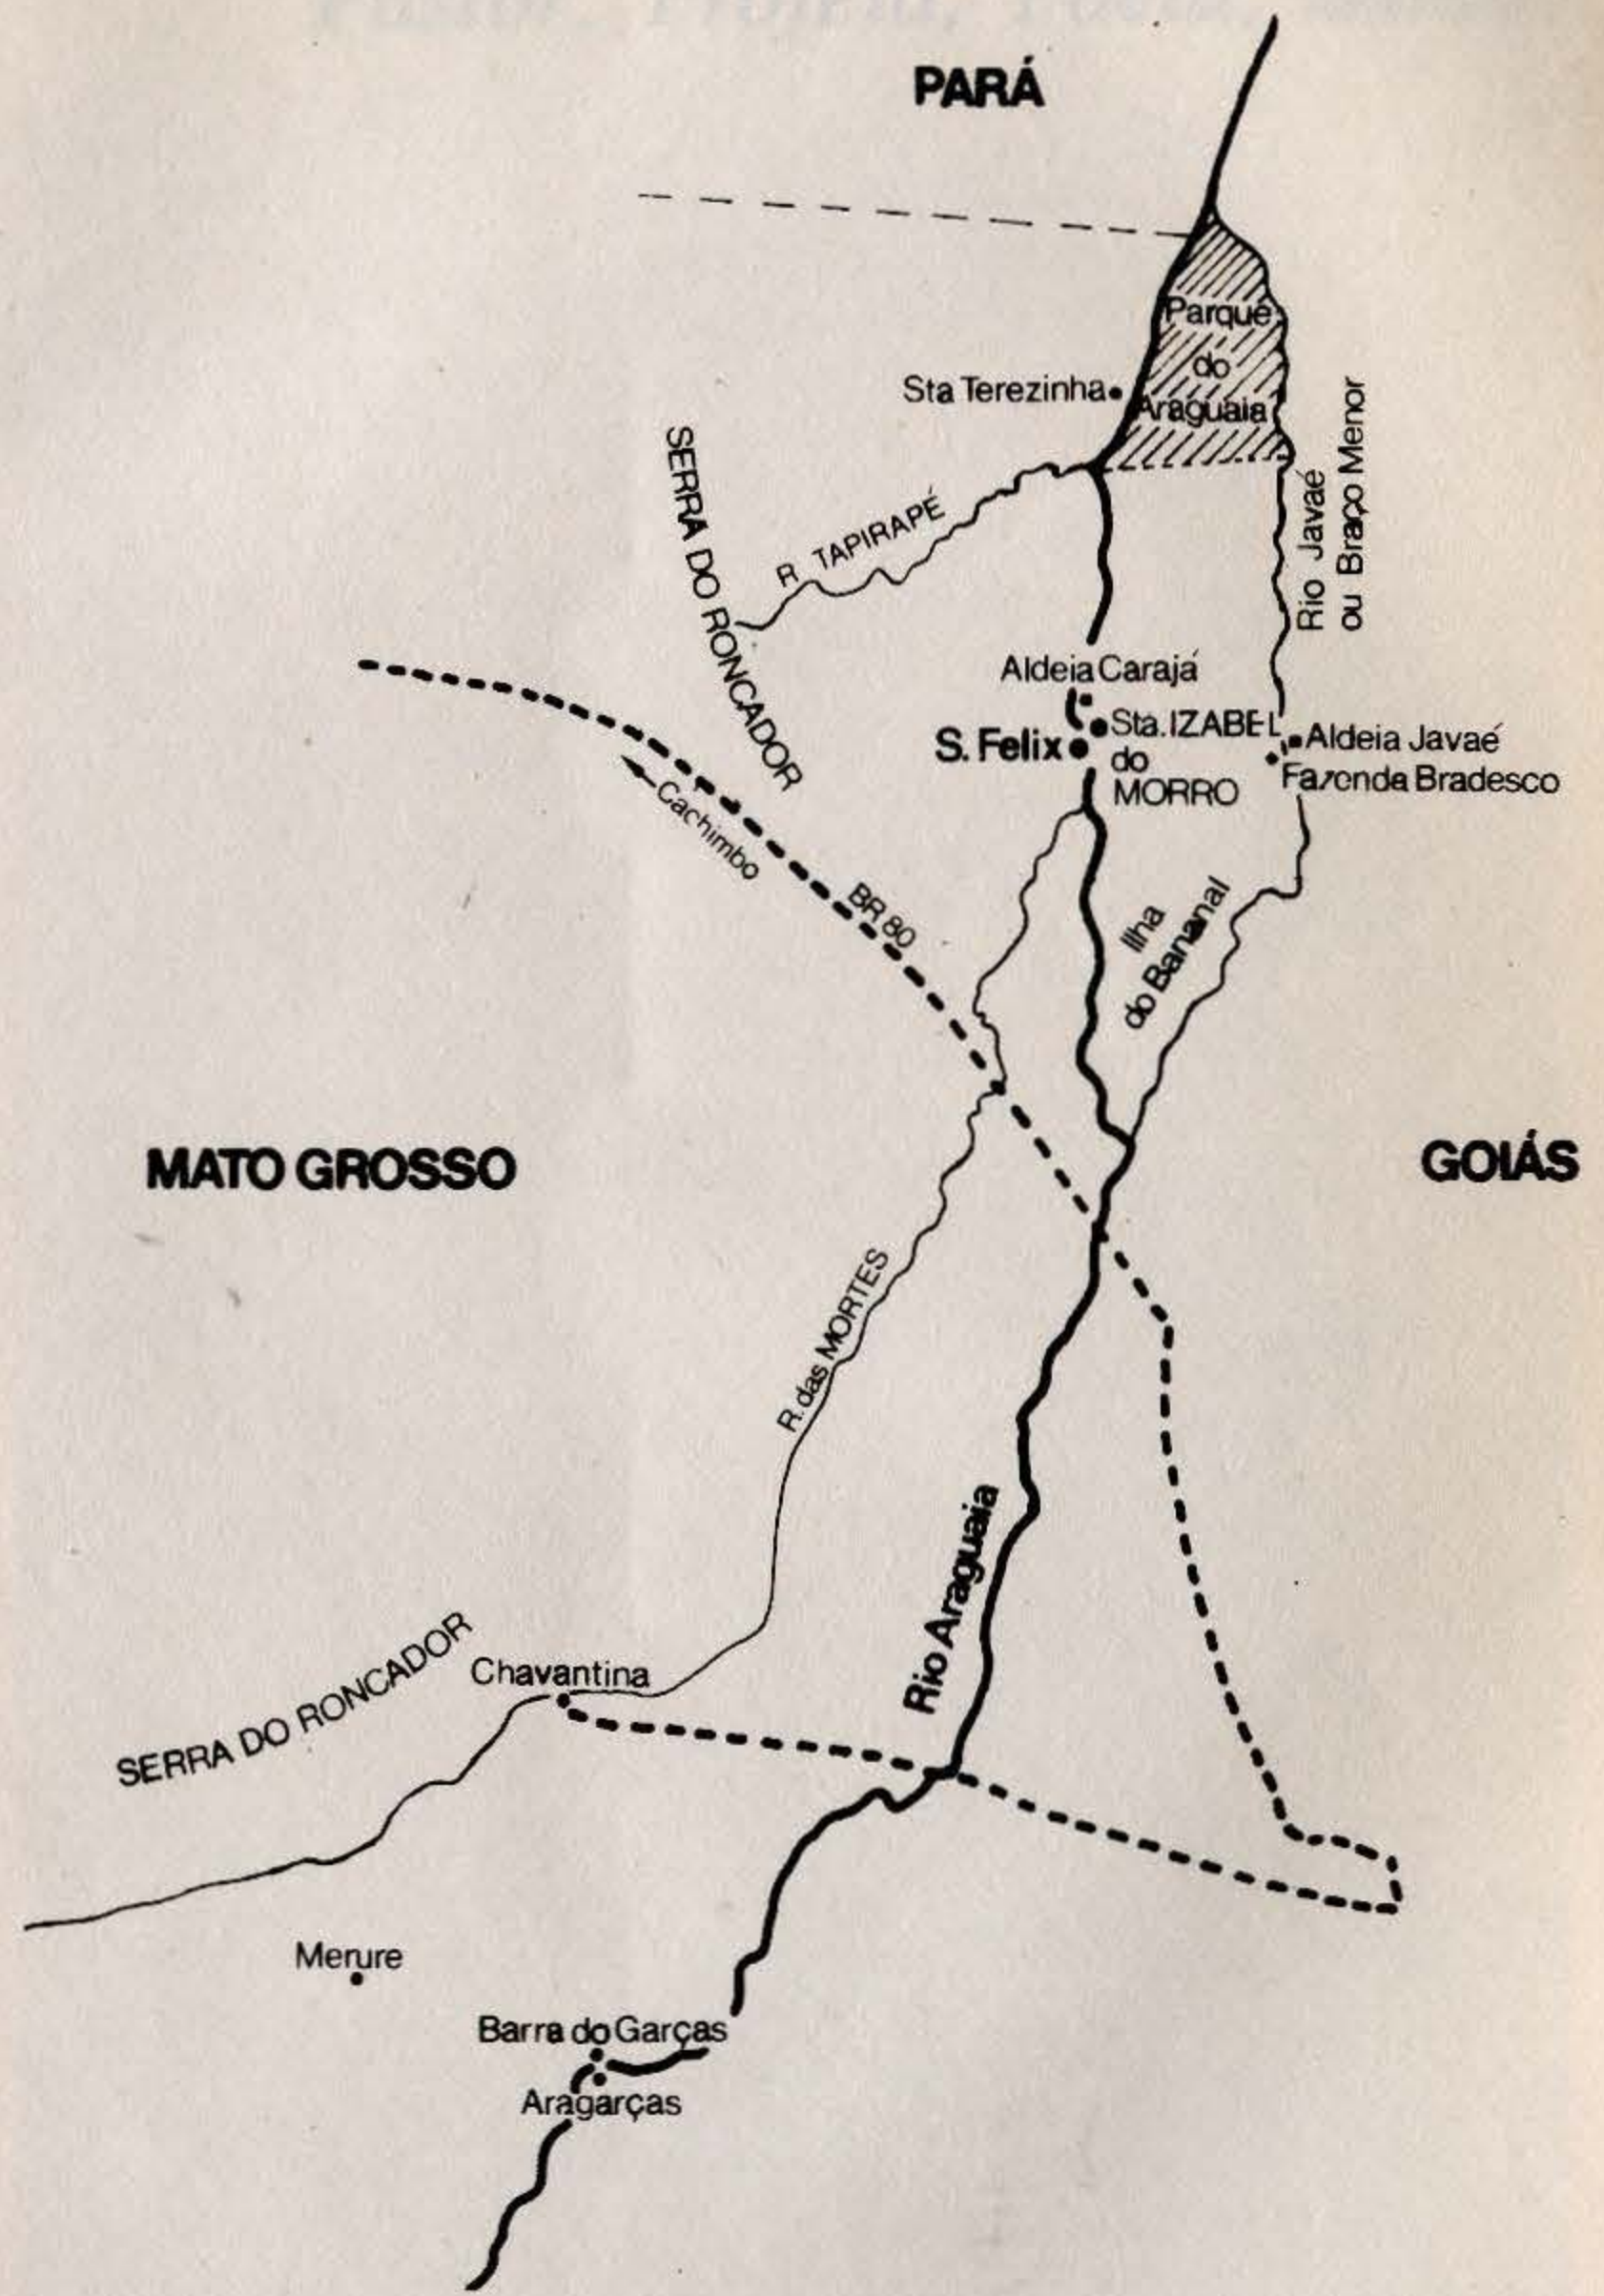 PARÁ
Parque
do
Araguaia
Sta Terezinha
SERRA DO RONCADOR
R TAPIRAPÉ
Rio Javaé
ou Braço Menor
Aldeia Carajá
Sta. IZABEL
do
MORRO
S. Felix
Aldeia Javaé
Fazenda Bradesco
Cachimbo
BR 80
Ilha
do Bananal
MATO GROSSO
GOIÁS
R. das MORTES
Rio Araguaia
SERRA DO RONCADOR
Chavantina
Merure
Barra do Garças
Aragarças